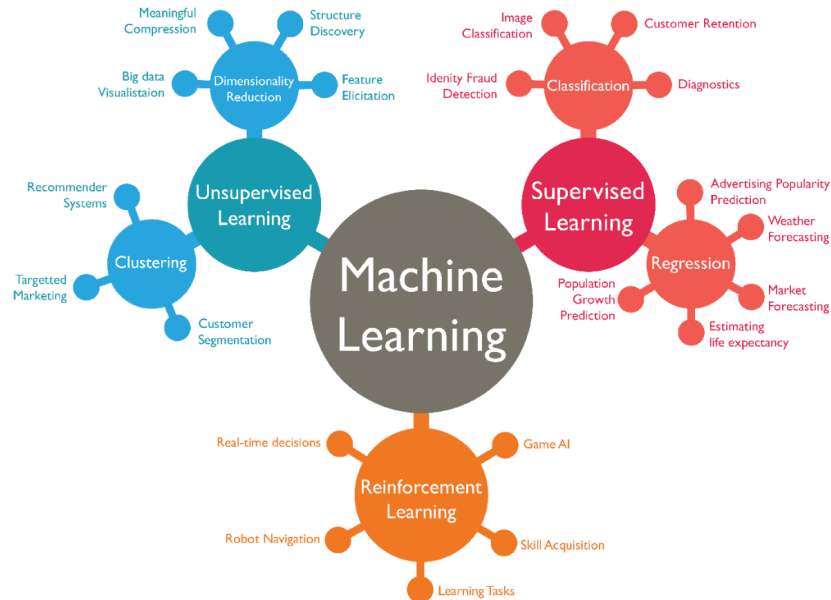 Meaningful
Compression
Structure
Discovery
Big data
Visualistaion
Dimensionality
Reduction
Feature
Elicitation
Unsupervised
Learning
Recommender
Systems
Clustering
Targetted
Marketing
Customer
Segmentation
Machine
Learning
Image
Classification
Customer Retention
Idenity Fraud
Detection
Classification
Diagnostics
Supervised
Learning
Advertising Popularity
Prediction
Weather
Forecasting
Regression
Population
Growth
Prediction
Market
Forecasting
Estimating
life expectancy
Real-time decisions
Game AI
Reinforcement
Learning
Robot Navigation
Skill Acquisition
Learning Tasks